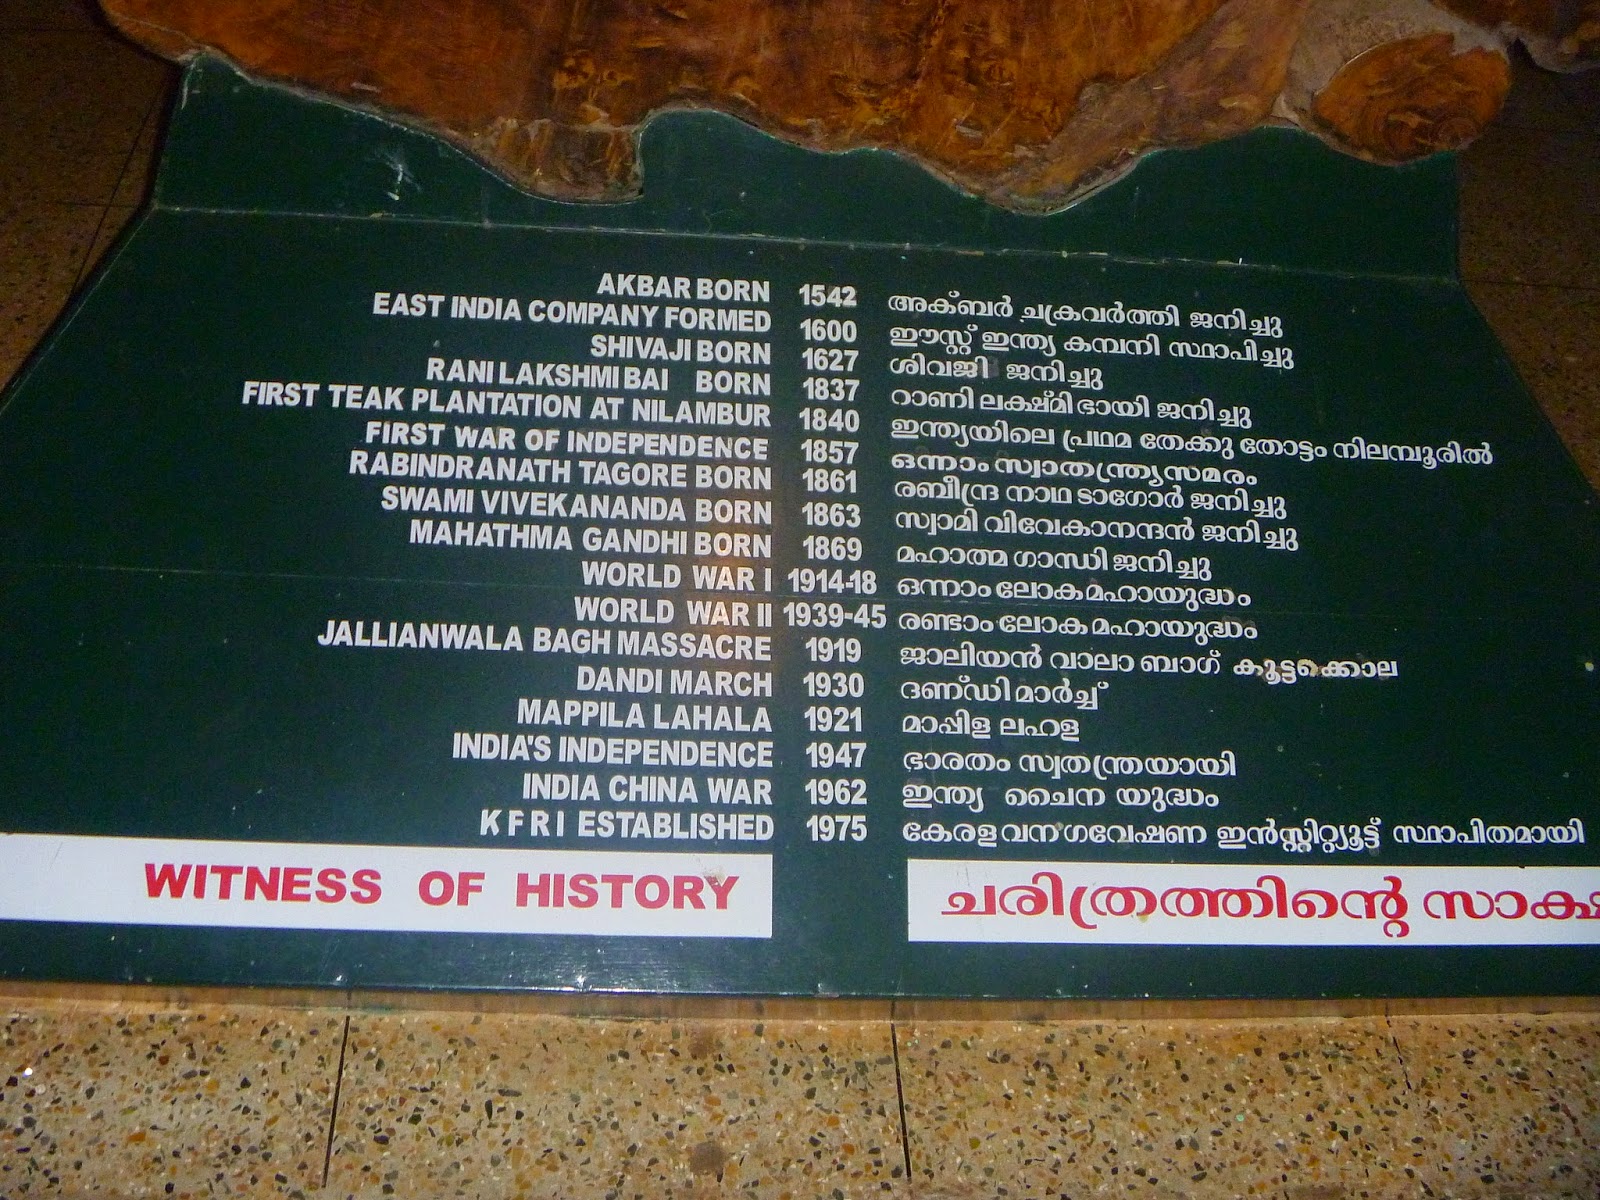 AKBAR BORN 1542 അക്ബർ ചക്രവർത്തി ജനിച്ചു
EAST INDIA COMPANY FORMED 1600 ഈസ്റ്റ് ഇന്ത്യ കമ്പനി സ്ഥാപിച്ചു
SHIVAJI BORN 1627 ശിവജി ജനിച്ചു
RANI LAKSHMI BAI BORN 1837 റാണി ലക്ഷ്മി ഭായി ജനിച്ചു
FIRST TEAK PLANTATION AT NILAMBUR 1840 ഇന്ത്യയിലെ പ്രഥമ തേക്കു തോട്ടം നിലമ്പൂരിൽ
FIRST WAR OF INDEPENDENCE 1857 ഒന്നാം സ്വാതന്ത്ര്യസമരം
RABINDRANATH TAGORE BORN 1861 രബീന്ദ്ര നാഥ ടാഗോർ ജനിച്ചു
SWAMI VIVEKANANDA BORN 1863 സ്വാമി വിവേകാനന്ദൻ ജനിച്ചു
MAHATHMA GANDHI BORN 1869 മഹാത്മ ഗാന്ധി ജനിച്ചു
WORLD WAR I 1914-18 ഒന്നാം ലോകമഹായുദ്ധം
WORLD WAR II 1939-45 രണ്ടാം ലോകമഹായുദ്ധം
JALLIANWALA BAGH MASSACRE 1919 ജാലിയൻ വാലാ ബാഗ് കൂട്ടക്കൊല
DANDI MARCH 1930 ദണ്ഡി മാർച്ച്
MAPPILA LAHALA 1921 മാപ്പിള ലഹള
INDIA'S INDEPENDENCE 1947 ഭാരതം സ്വതന്ത്രയായി
INDIA CHINA WAR 1962 ഇന്ത്യ ചൈന യുദ്ധം
K F R I ESTABLISHED 1975 കേരള വന ഗവേഷണ ഇൻസ്റ്റിറ്റ്യൂട്ട് സ്ഥാപിതമായി
WITNESS OF HISTORY ചരിത്രത്തിന്റെ